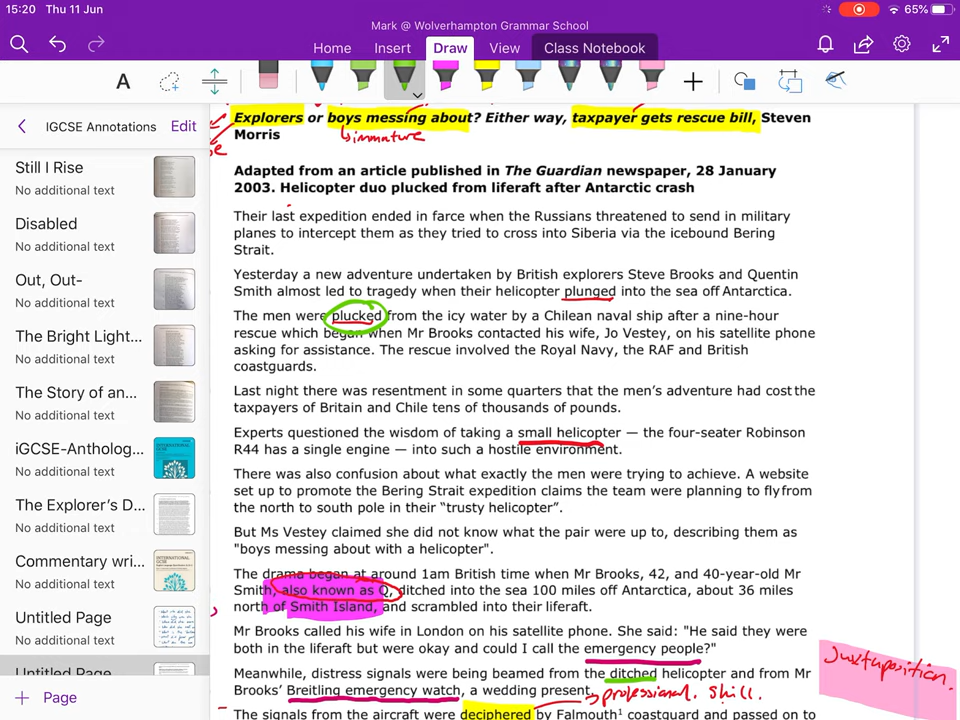 15:20 Thu 11 Jun
65%
Mark @ Wolverhampton Grammar School
Home Insert Draw View Class Notebook
A
IGCSE Annotations Edit
Still I Rise
No additional text
Disabled
No additional text
Out, Out-
No additional text
The Bright Light...
No additional text
The Story of an...
No additional text
iGCSE-Antholog...
No additional text
The Explorer's D...
No additional text
Commentary wri...
No additional text
Untitled Page
No additional text
Untitled Page
+ Page
Explorers or boys messing about? Either way, taxpayer gets rescue bill, Steven
Morris
immature
Adapted from an article published in The Guardian newspaper, 28 January
2003. Helicopter duo plucked from liferaft after Antarctic crash
Their last expedition ended in farce when the Russians threatened to send in military
planes to intercept them as they tried to cross into Siberia via the icebound Bering
Strait.
Yesterday a new adventure undertaken by British explorers Steve Brooks and Quentin
Smith almost led to tragedy when their helicopter plunged into the sea off Antarctica.
The men were plucked from the icy water by a Chilean naval ship after a nine-hour
rescue which began when Mr Brooks contacted his wife, Jo Vestey, on his satellite phone
asking for assistance. The rescue involved the Royal Navy, the RAF and British
coastguards.
Last night there was resentment in some quarters that the men's adventure had cost the
taxpayers of Britain and Chile tens of thousands of pounds.
Experts questioned the wisdom of taking a small helicopter — the four-seater Robinson
R44 has a single engine — into such a hostile environment.
There was also confusion about what exactly the men were trying to achieve. A website
set up to promote the Bering Strait expedition claims the team were planning to fly from
the north to south pole in their "trusty helicopter".
But Ms Vestey claimed she did not know what the pair were up to, describing them as
"boys messing about with a helicopter".
The drama began at around 1am British time when Mr Brooks, 42, and 40-year-old Mr
Smith, also known as Q, ditched into the sea 100 miles off Antarctica, about 36 miles
north of Smith Island, and scrambled into their liferaft.
Mr Brooks called his wife in London on his satellite phone. She said: "He said they were
both in the liferaft but were okay and could I call the emergency people?"
Juxtaposition.
Meanwhile, distress signals were being beamed from the ditched helicopter and from Mr
Brooks' Breitling emergency watch, a wedding present.
professional. Skill.
The signals from the aircraft were deciphered by Falmouth¹ coastguard and passed on to